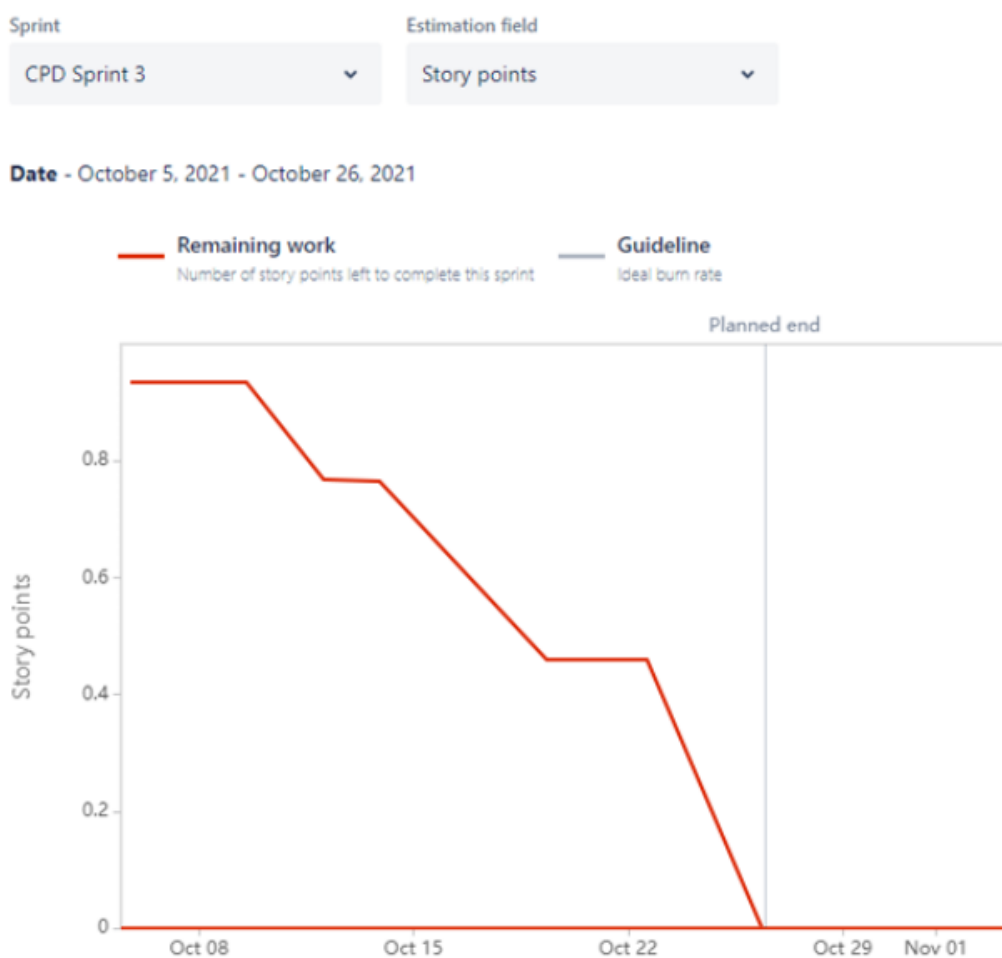 Sprint
Estimation field
CPD Sprint 3
Story points
Date - October 5, 2021 - October 26, 2021
Remaining work
Number of story points left to complete this sprint
Guideline
Ideal burn rate
Planned end
Story points
0.8
0.6
0.4
0.2
0
Oct 08
Oct 15
Oct 22
Oct 29
Nov 01